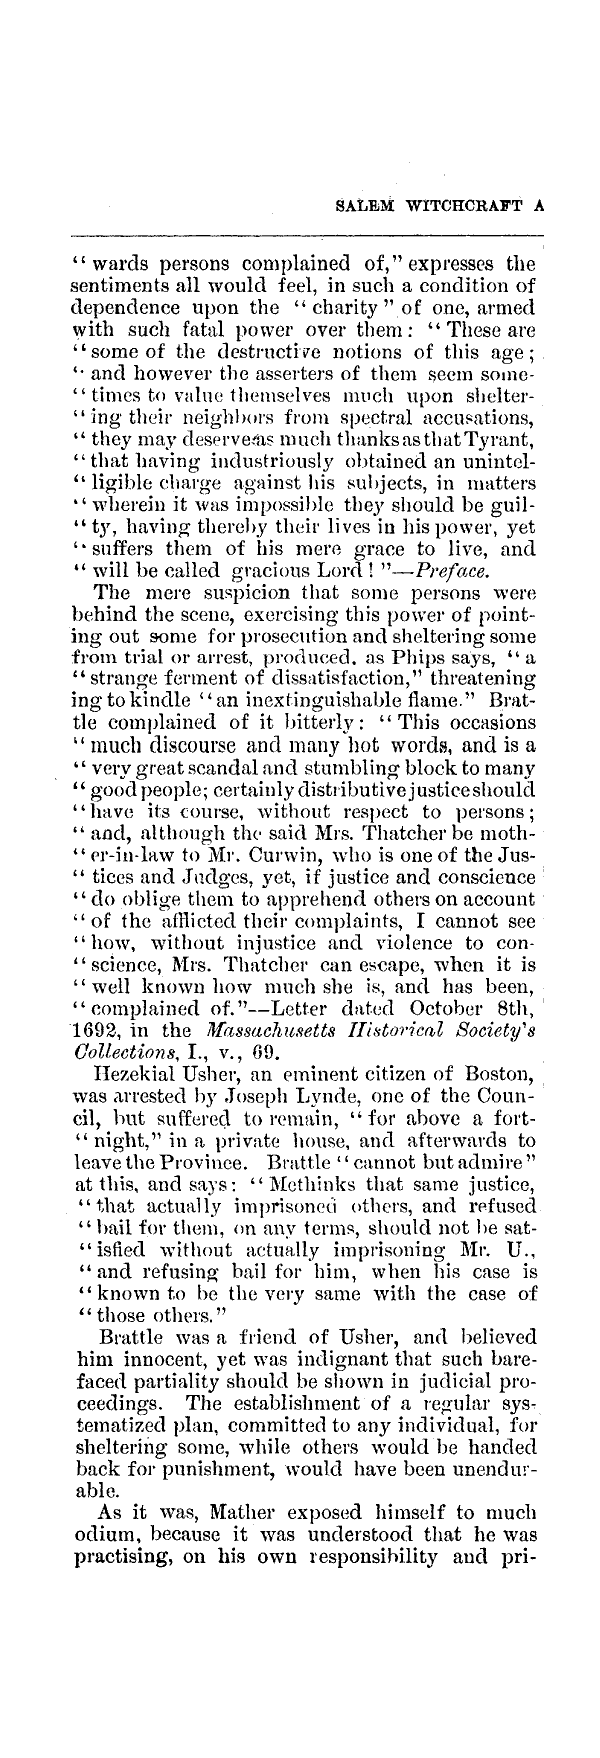 SALEM WITCHCRAFT A
“ wards persons complained of,” expresses the
sentiments all would feel, in such a condition of
dependence upon the “ charity ” of one, armed
with such fatal power over them : “ These are
“ some of the destructive notions of this age ;
“ and however the asserters of them seem some-
“ times to value themselves much upon shelter-
“ ing their neighbors from spectral accusations,
“ they may deserve as much thanks as that Tyrant,
“ that having industriously obtained an unintel-
“ ligible charge against his subjects, in matters
“ wherein it was impossible they should be guil-
“ ty, having thereby their lives in his power, yet
“ suffers them of his mere grace to live, and
“ will be called gracious Lord ! ”—Preface.
The mere suspicion that some persons were
behind the scene, exercising this power of point-
ing out some for prosecution and sheltering some
from trial or arrest, produced, as Phips says, “ a
“ strange ferment of dissatisfaction,” threatening
ing to kindle “ an inextinguishable flame.” Brat-
tle complained of it bitterly : “ This occasions
“ much discourse and many hot words, and is a
“ very great scandal and stumbling block to many
“ good people; certainly distributive justice should
“ have its course, without respect to persons ;
“ and, although the said Mrs. Thatcher be moth-
“ er-in-law to Mr. Curwin, who is one of the Jus-
“ tices and Judges, yet, if justice and conscience
“ do oblige them to apprehend others on account
“ of the afflicted their complaints, I cannot see
“ how, without injustice and violence to con-
“ science, Mrs. Thatcher can escape, when it is
“ well known how much she is, and has been,
“ complained of.”--Letter dated October 8th,
1692, in the Massachusetts Historical Society's
Collections, I., v., 69.
Hezekial Usher, an eminent citizen of Boston,
was arrested by Joseph Lynde, one of the Coun-
cil, but suffered to remain, “ for above a fort-
“ night,” in a private house, and afterwards to
leave the Province. Brattle “ cannot but admire ”
at this, and says : “ Methinks that same justice,
“ that actually imprisoned others, and refused
“ bail for them, on any terms, should not be sat-
“ isfied without actually imprisoning Mr. U.,
“ and refusing bail for him, when his case is
“ known to be the very same with the case of
“ those others.”
Brattle was a friend of Usher, and believed
him innocent, yet was indignant that such bare-
faced partiality should be shown in judicial pro-
ceedings. The establishment of a regular sys-
tematized plan, committed to any individual, for
sheltering some, while others would be handed
back for punishment, would have been unendur-
able.
As it was, Mather exposed himself to much
odium, because it was understood that he was
practising, on his own responsibility and pri-